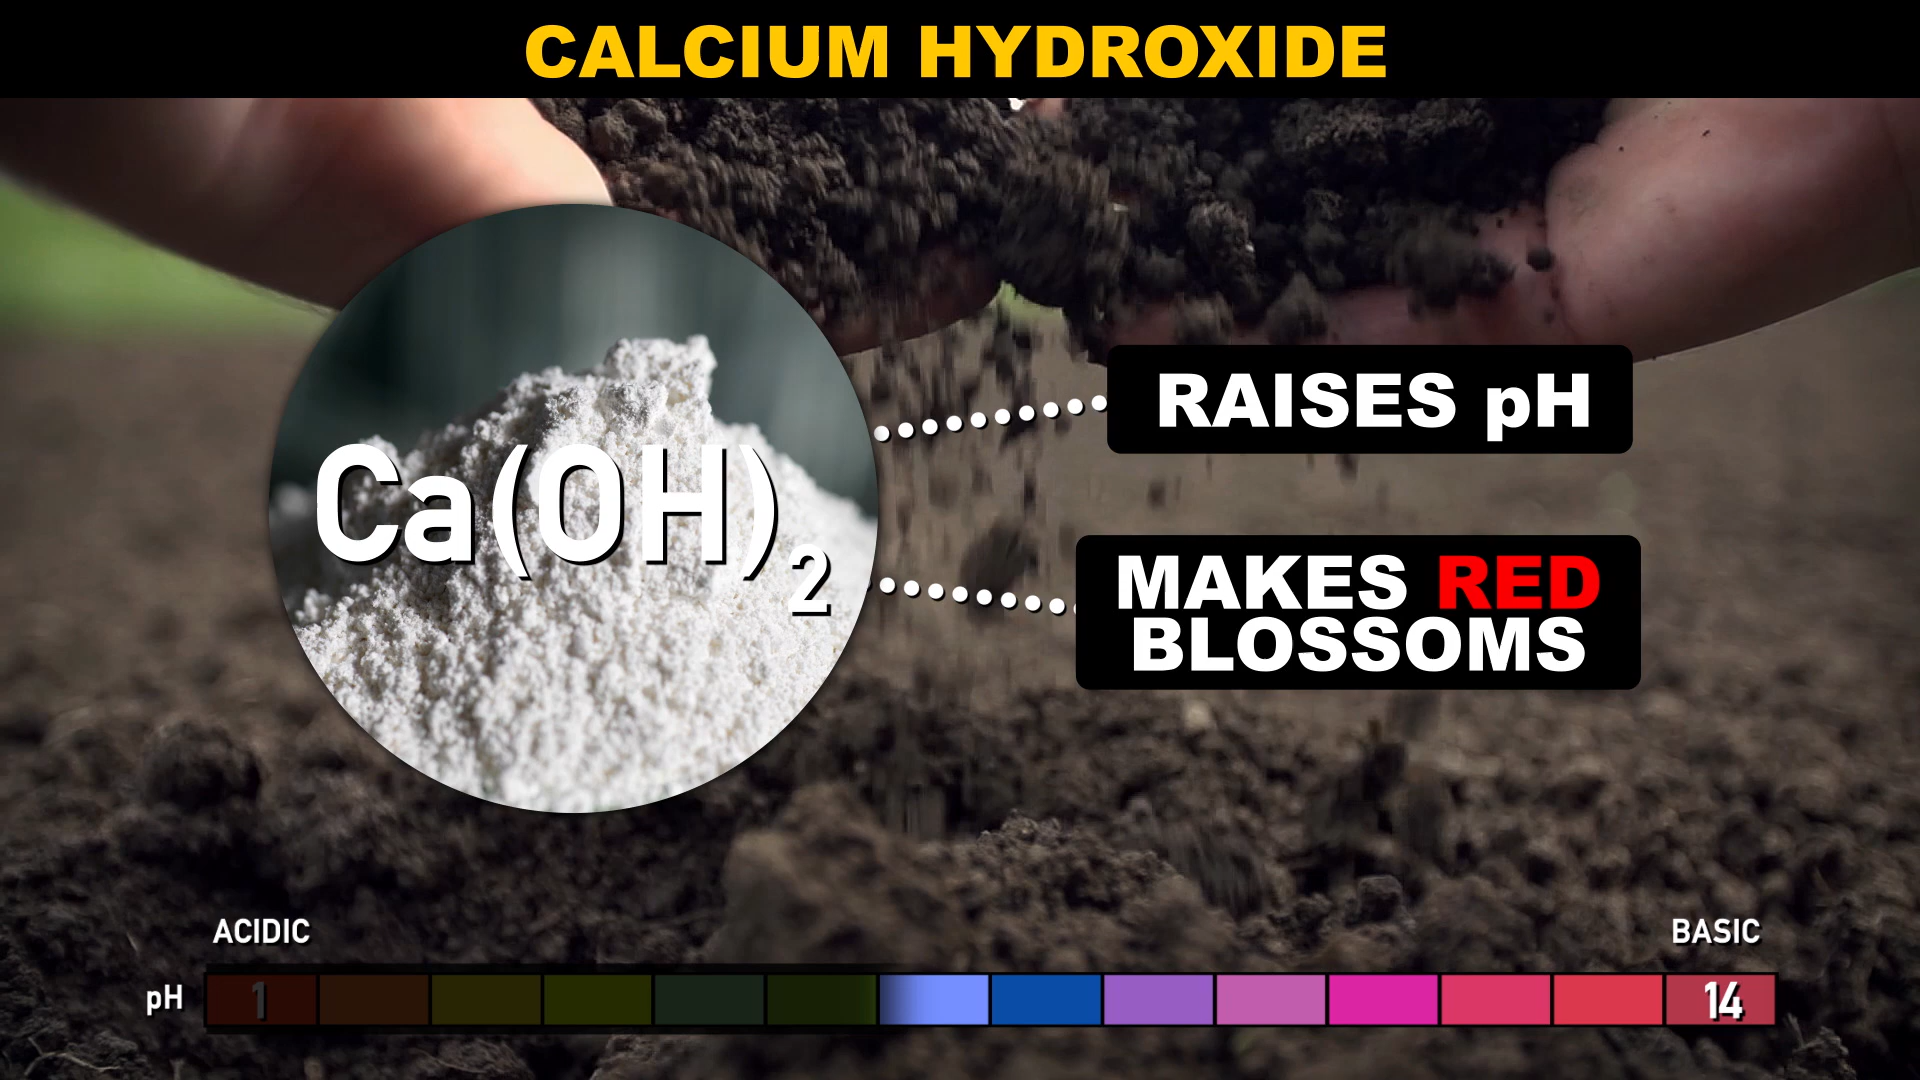 CALCIUM HYDROXIDE
Ca(OH)2
RAISES pH
MAKES RED
BLOSSOMS
ACIDIC
BASIC
pH
1
14